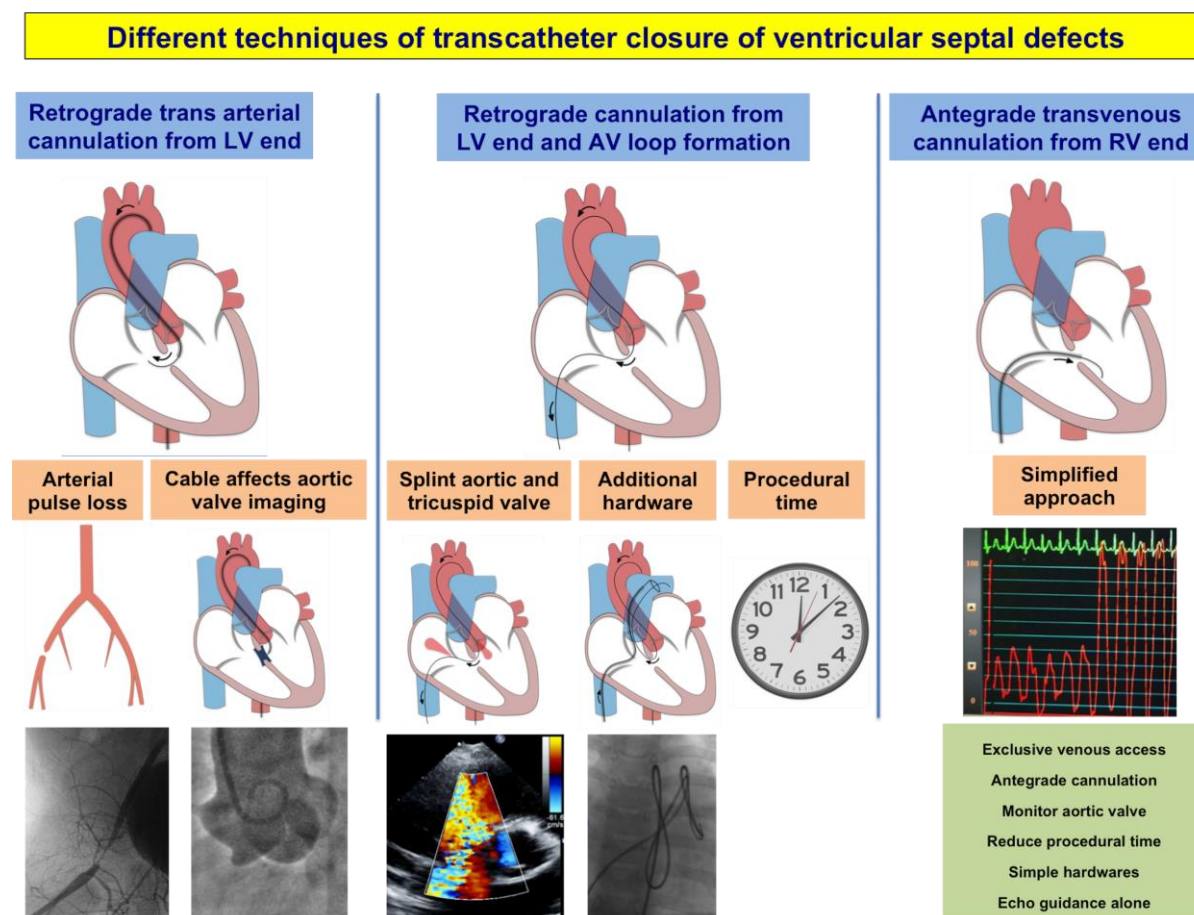 Different techniques of transcatheter closure of ventricular septal defects
Retrograde trans arterial
cannulation from LV end
Retrograde cannulation from
LV end and AV loop formation
Antegrade transvenous
cannulation from RV end
Arterial
pulse loss
Cable affects aortic
valve imaging
Splint aortic and
tricuspid valve
Additional
hardware
Procedural
time
Simplified
approach
12
1
2
3
4
5
6
7
8
9
10
11
100
50
0
-61.6
cm/s
Exclusive venous access
Antegrade cannulation
Monitor aortic valve
Reduce procedural time
Simple hardwares
Echo guidance alone